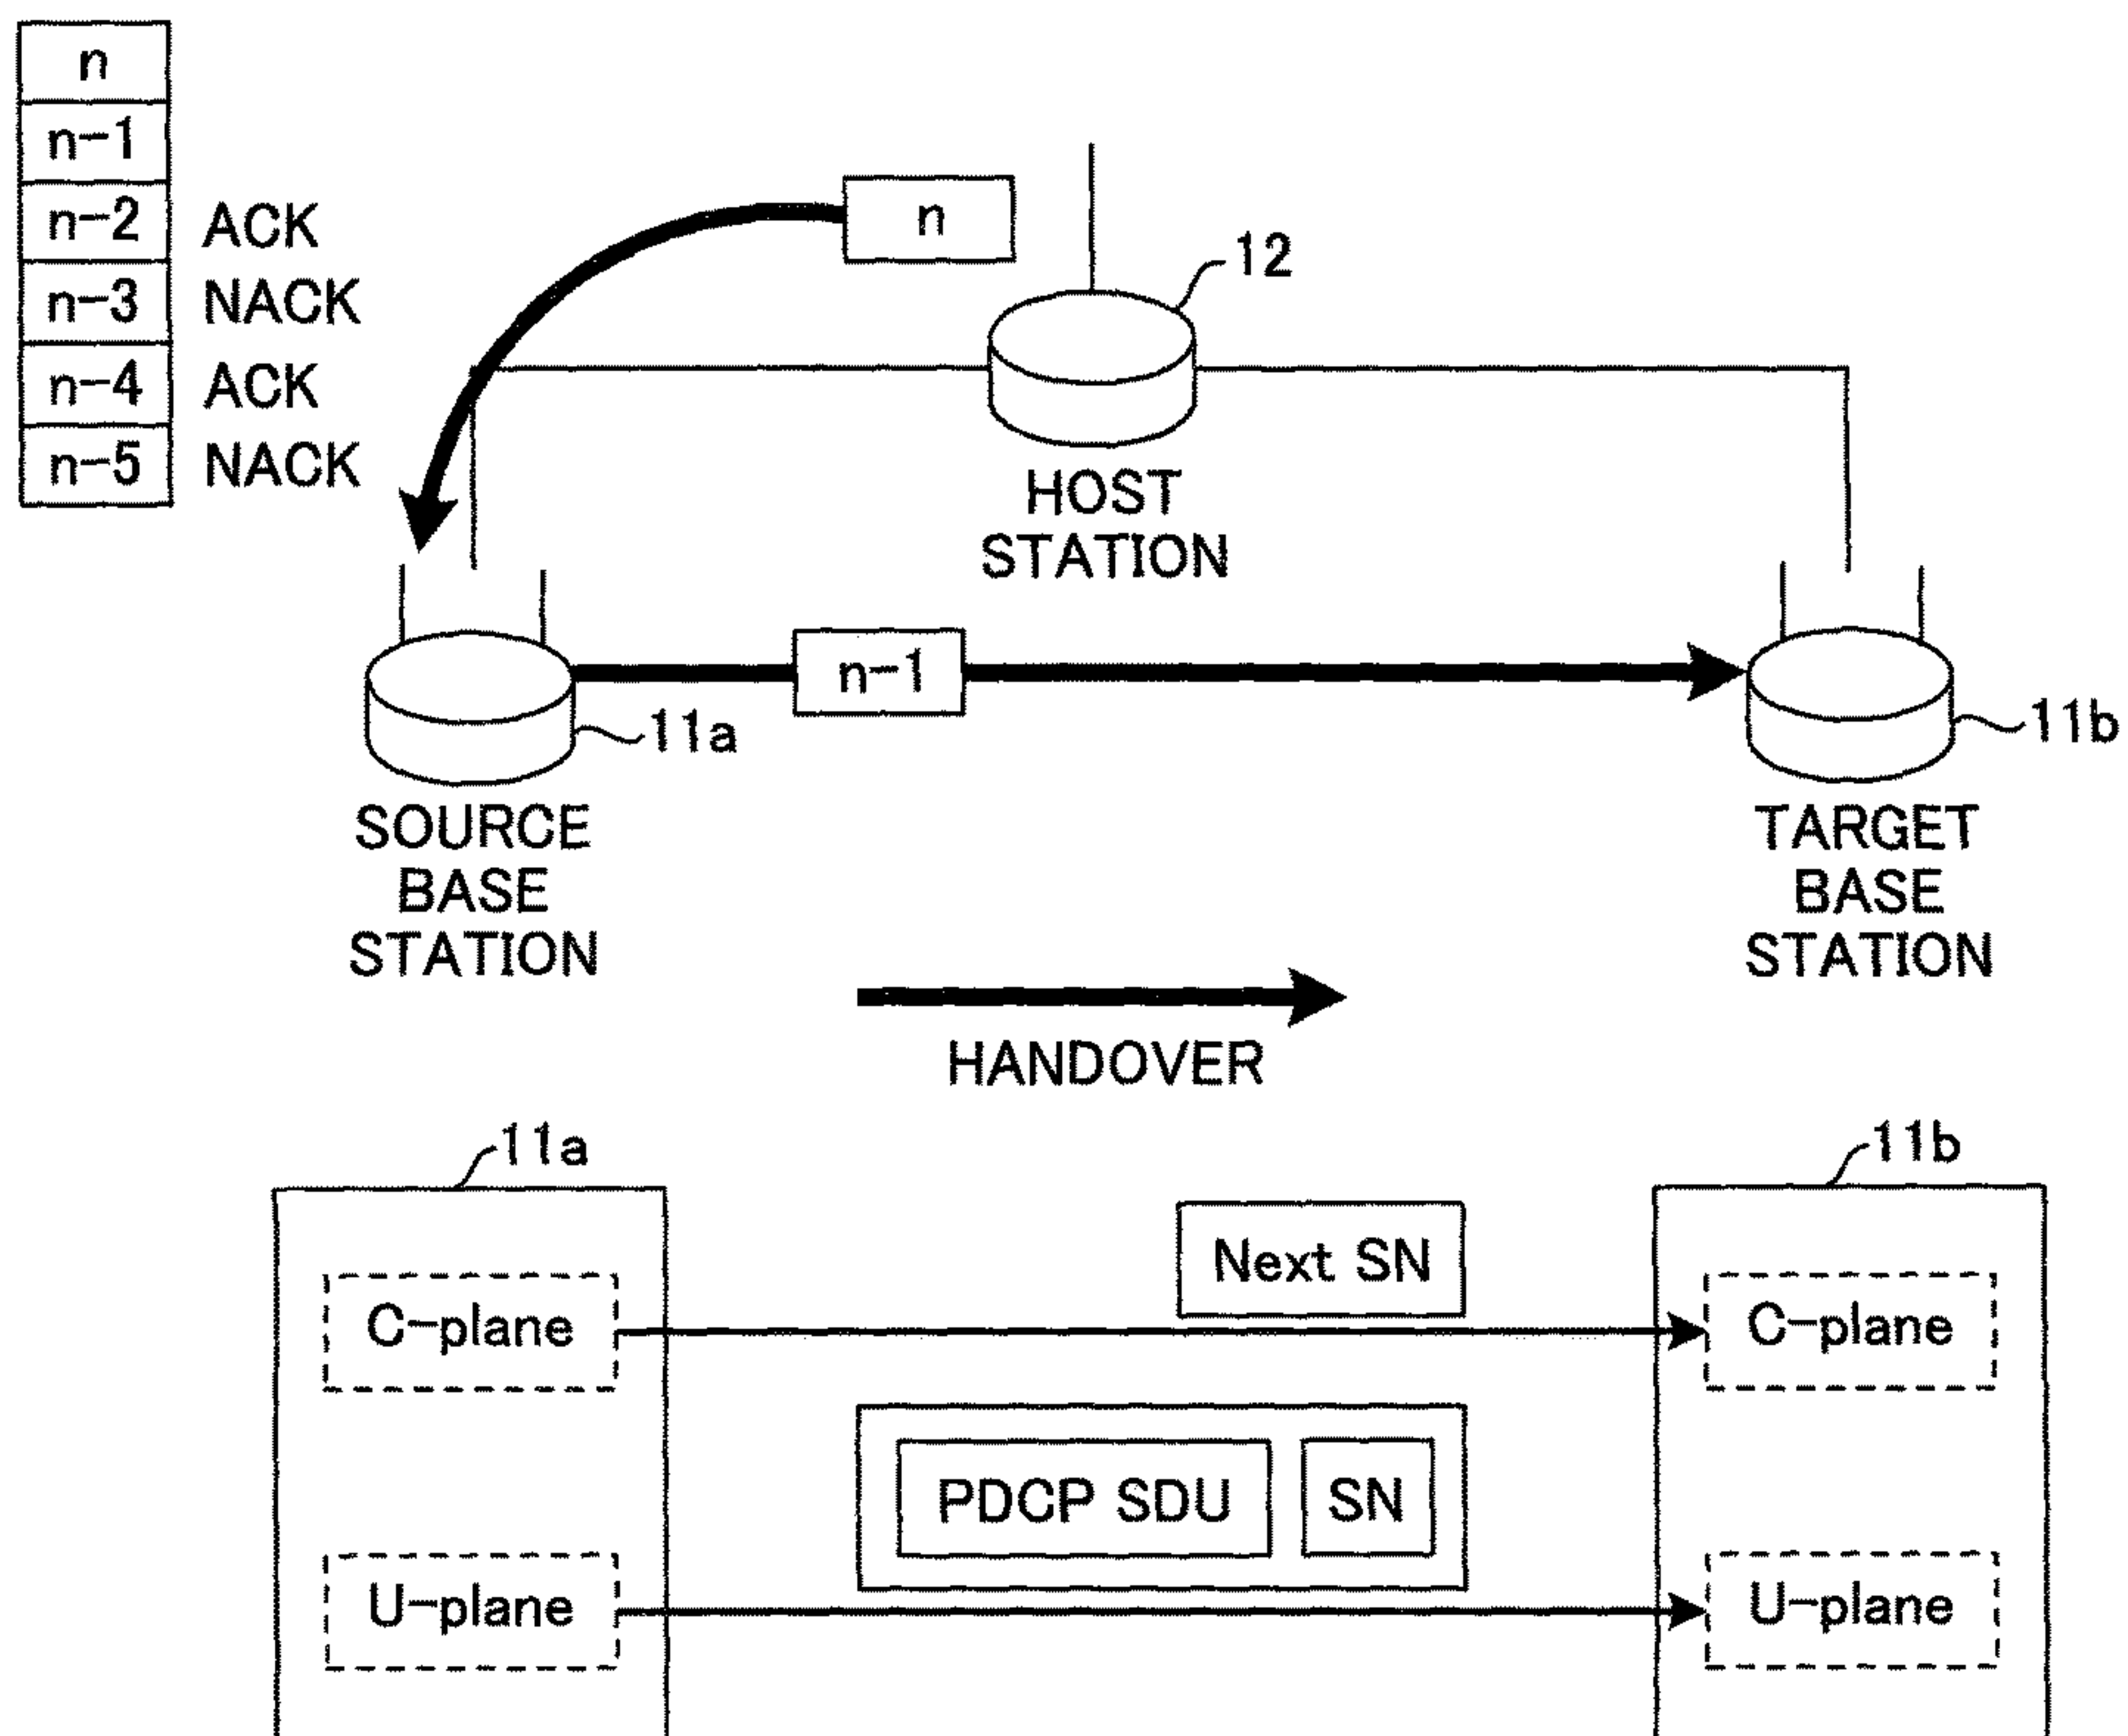 n
n-1
n-2 ACK
n-3 NACK
n-4 ACK
n-5 NACK
n
12
HOST
STATION
n-1
11a
11b
SOURCE
BASE
STATION
TARGET
BASE
STATION
HANDOVER
11a
11b
Next SN
C-plane
C-plane
PDCP SDU
SN
U-plane
U-plane